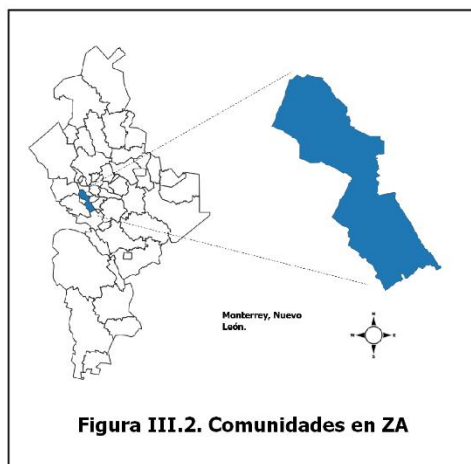 Monterrey, Nuevo
León.
N
S
Figura III.2. Comunidades en ZA